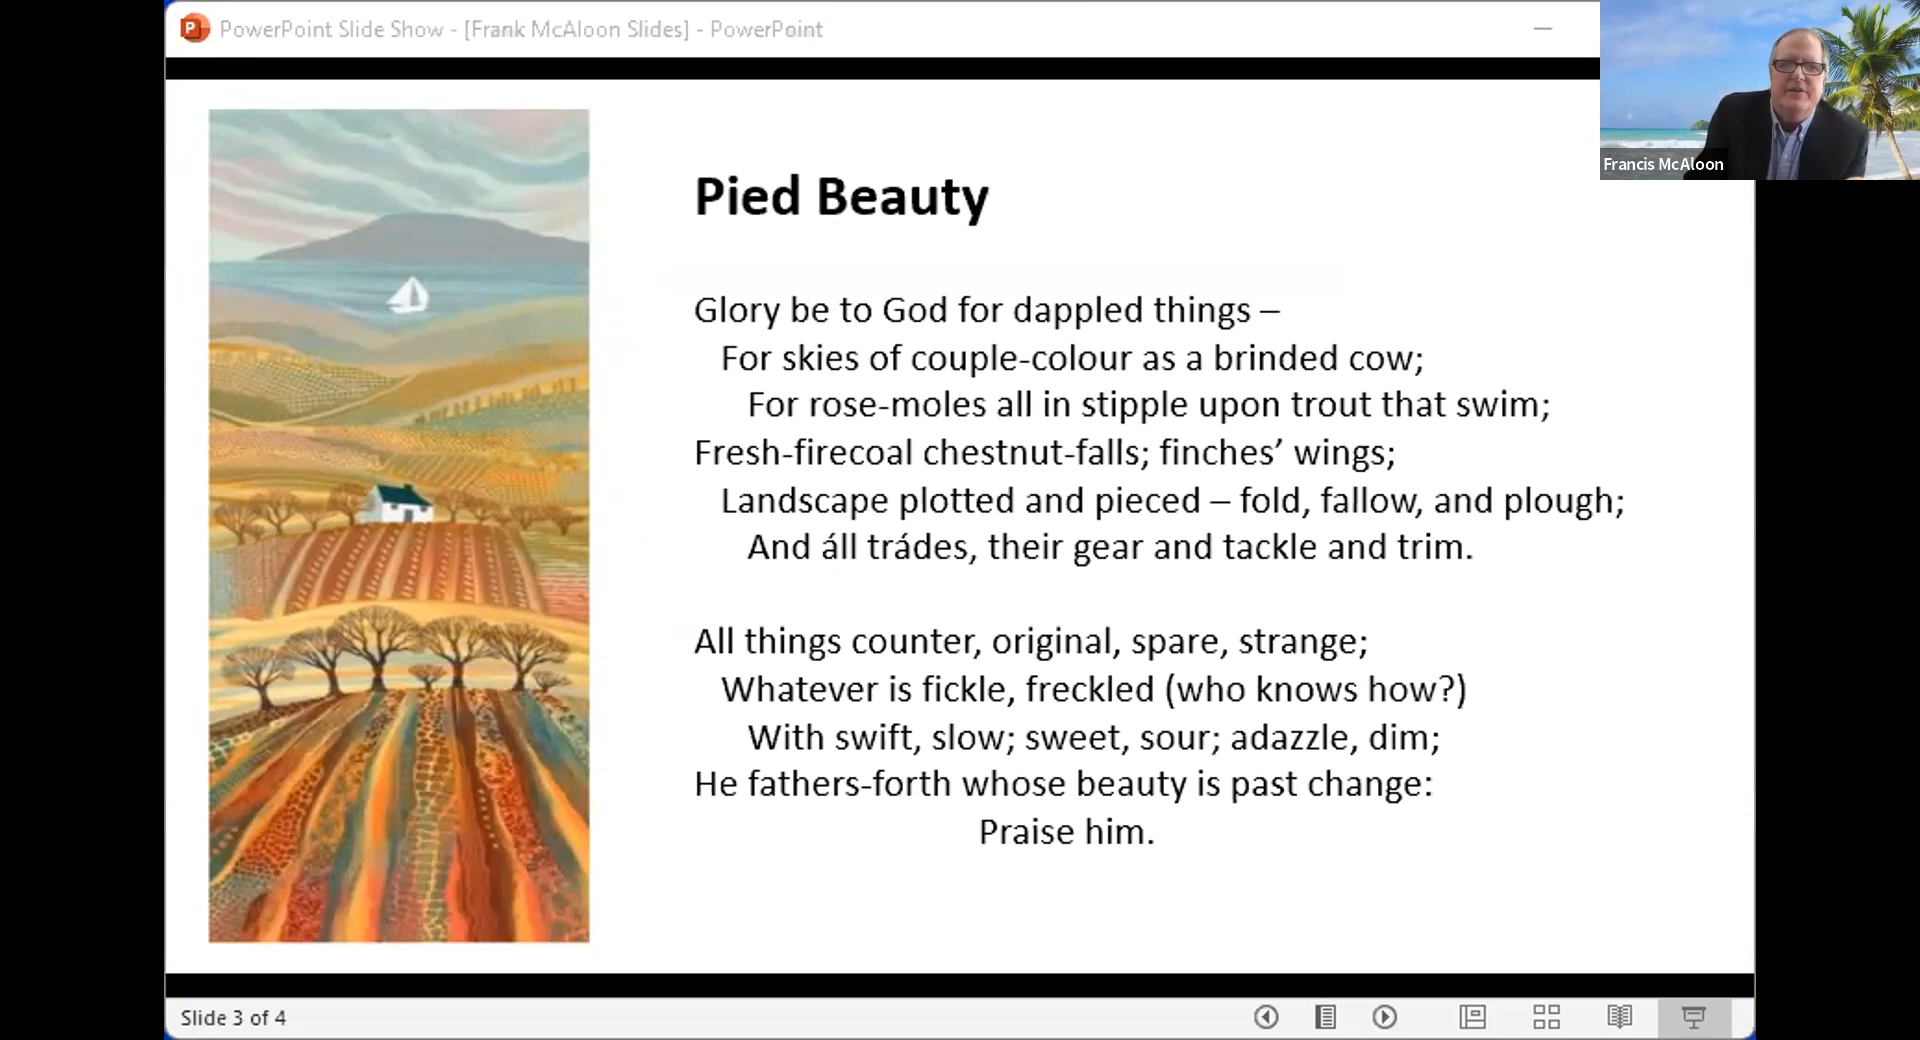 PowerPoint Slide Show - [Frank McAloon Slides] - PowerPoint
Francis McAloon
Pied Beauty
Glory be to God for dappled things –
For skies of couple-colour as a brinded cow;
For rose-moles all in stipple upon trout that swim;
Fresh-firecoal chestnut-falls; finches’ wings;
Landscape plotted and pieced – fold, fallow, and plough;
And áll trádes, their gear and tackle and trim.
All things counter, original, spare, strange;
Whatever is fickle, freckled (who knows how?)
With swift, slow; sweet, sour; adazzle, dim;
He fathers-forth whose beauty is past change:
Praise him.
Slide 3 of 4